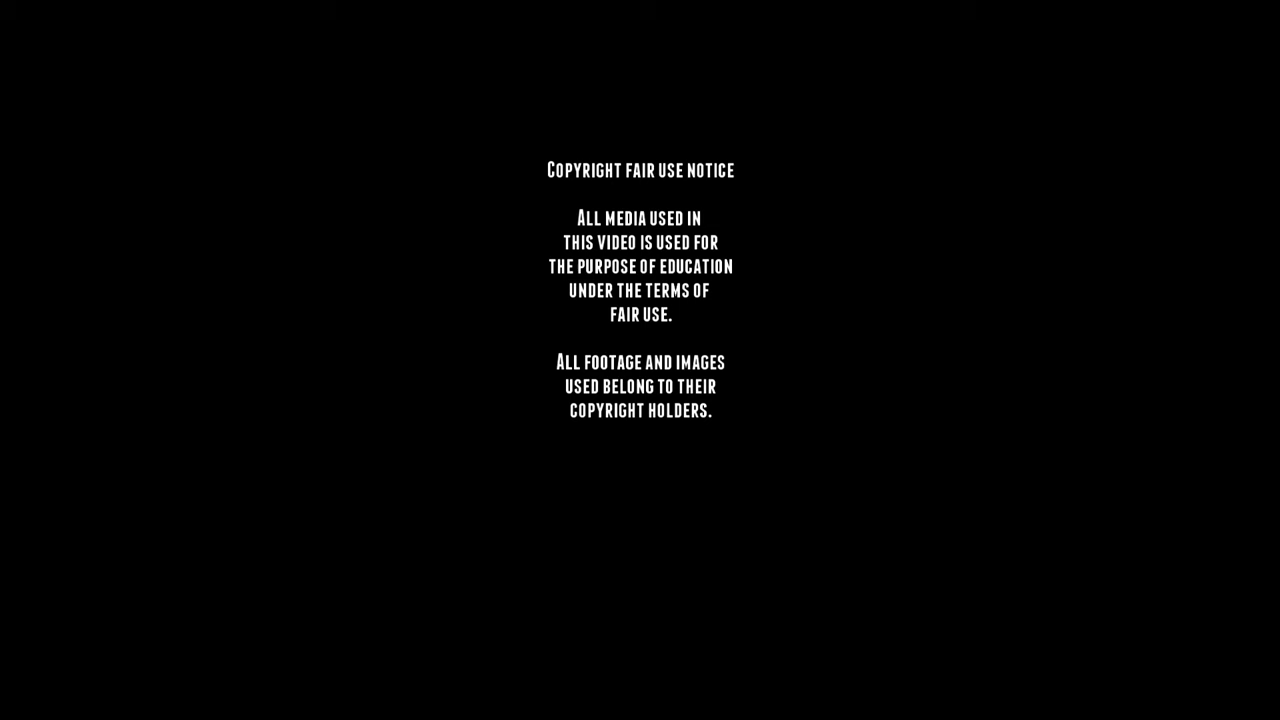 Copyright fair use notice
All media used in
this video is used for
the purpose of education
under the terms of
fair use.
All footage and images
used belong to their
copyright holders.